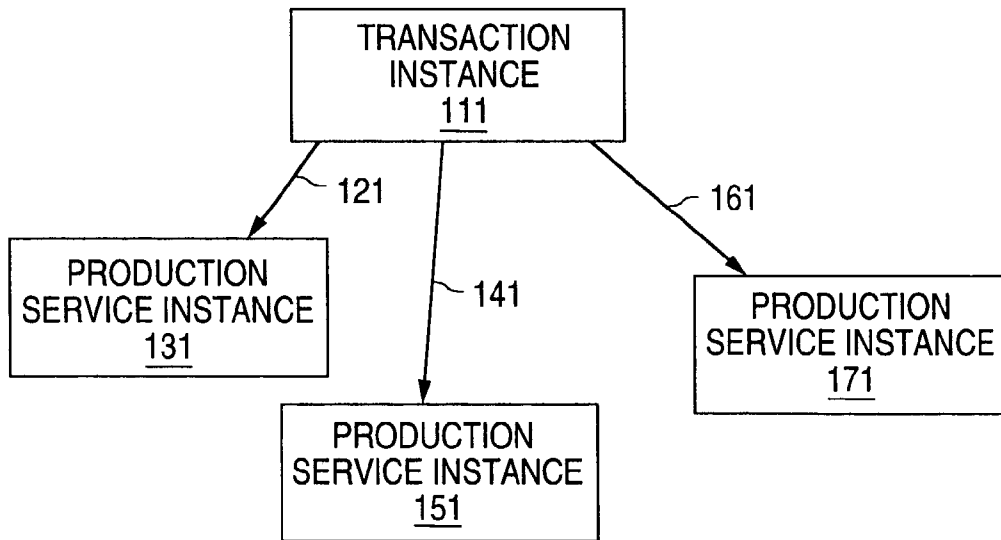 TRANSACTION
INSTANCE
111
121
161
PRODUCTION
SERVICE INSTANCE
131
141
PRODUCTION
SERVICE INSTANCE
171
PRODUCTION
SERVICE INSTANCE
151